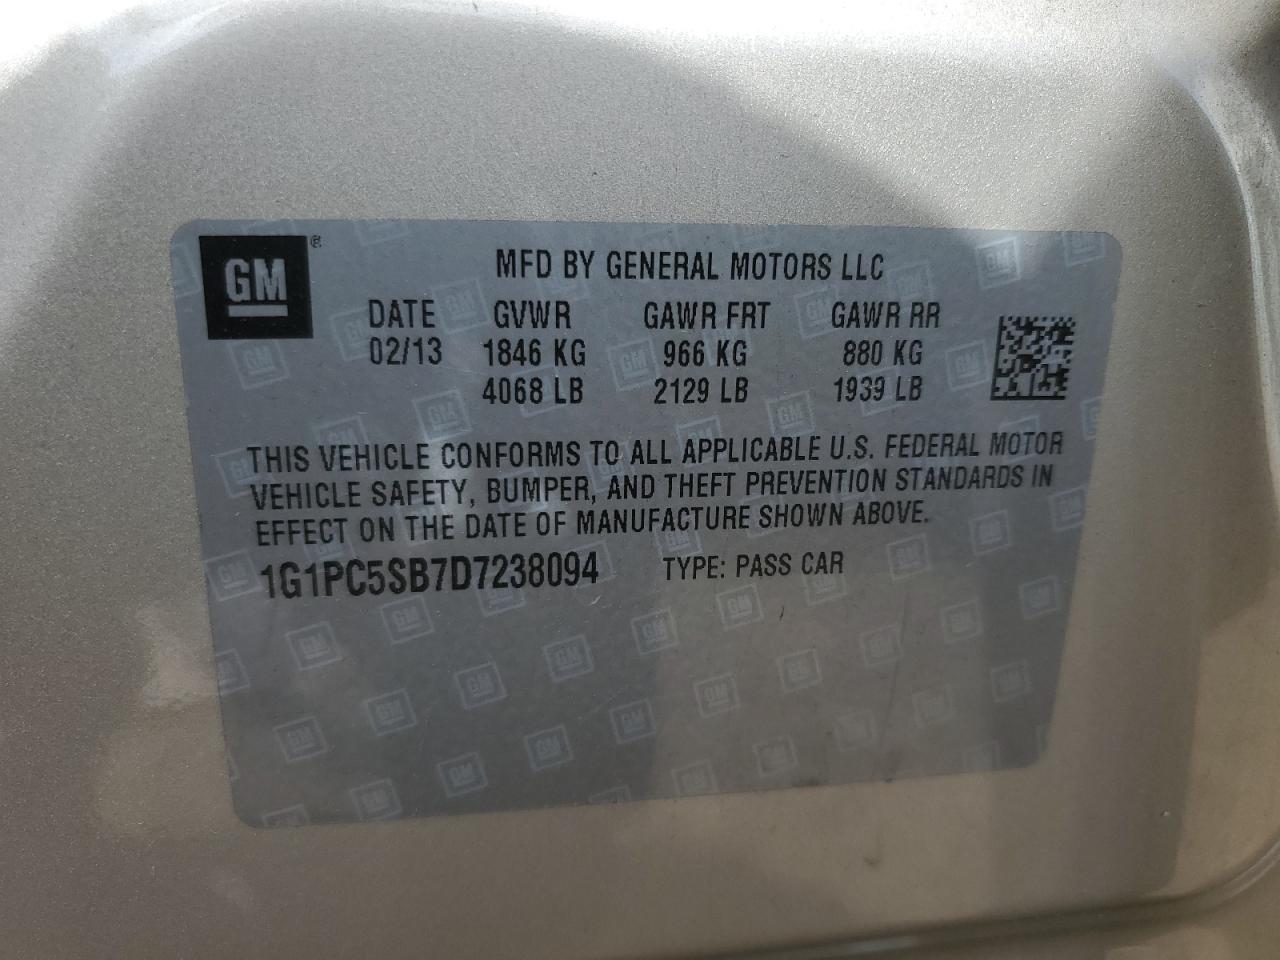 GM ®
MFD BY GENERAL MOTORS LLC
DATE GVWR GAWR FRT GAWR RR
02/13 1846 KG 966 KG 880 KG
4068 LB 2129 LB 1939 LB
THIS VEHICLE CONFORMS TO ALL APPLICABLE U.S. FEDERAL MOTOR
VEHICLE SAFETY, BUMPER, AND THEFT PREVENTION STANDARDS IN
EFFECT ON THE DATE OF MANUFACTURE SHOWN ABOVE.
1G1PC5SB7D7238094 TYPE: PASS CAR